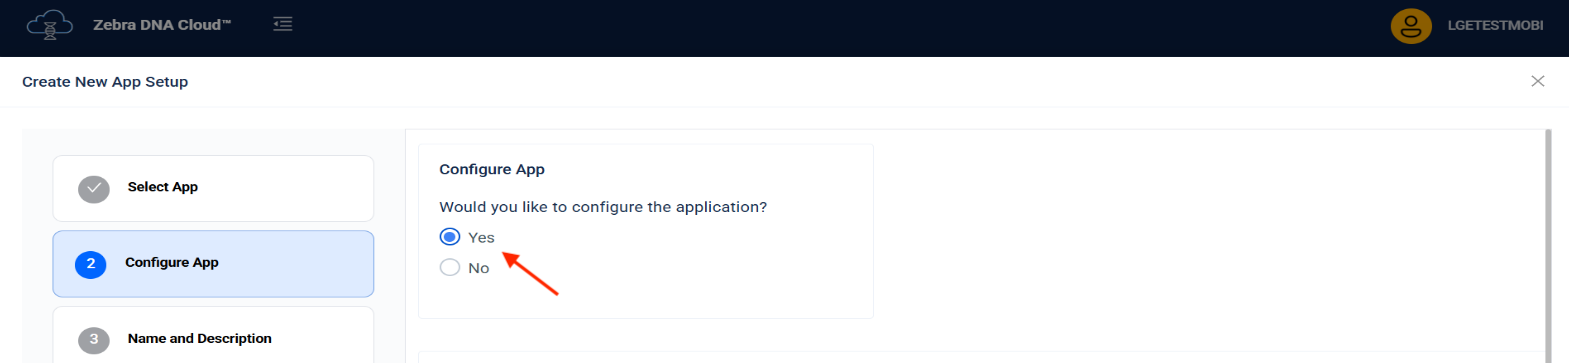 Zebra DNA Cloud™
LGETESTMOBI
Create New App Setup
Select App
2
Configure App
3
Name and Description
Configure App
Would you like to configure the application?
Yes
No